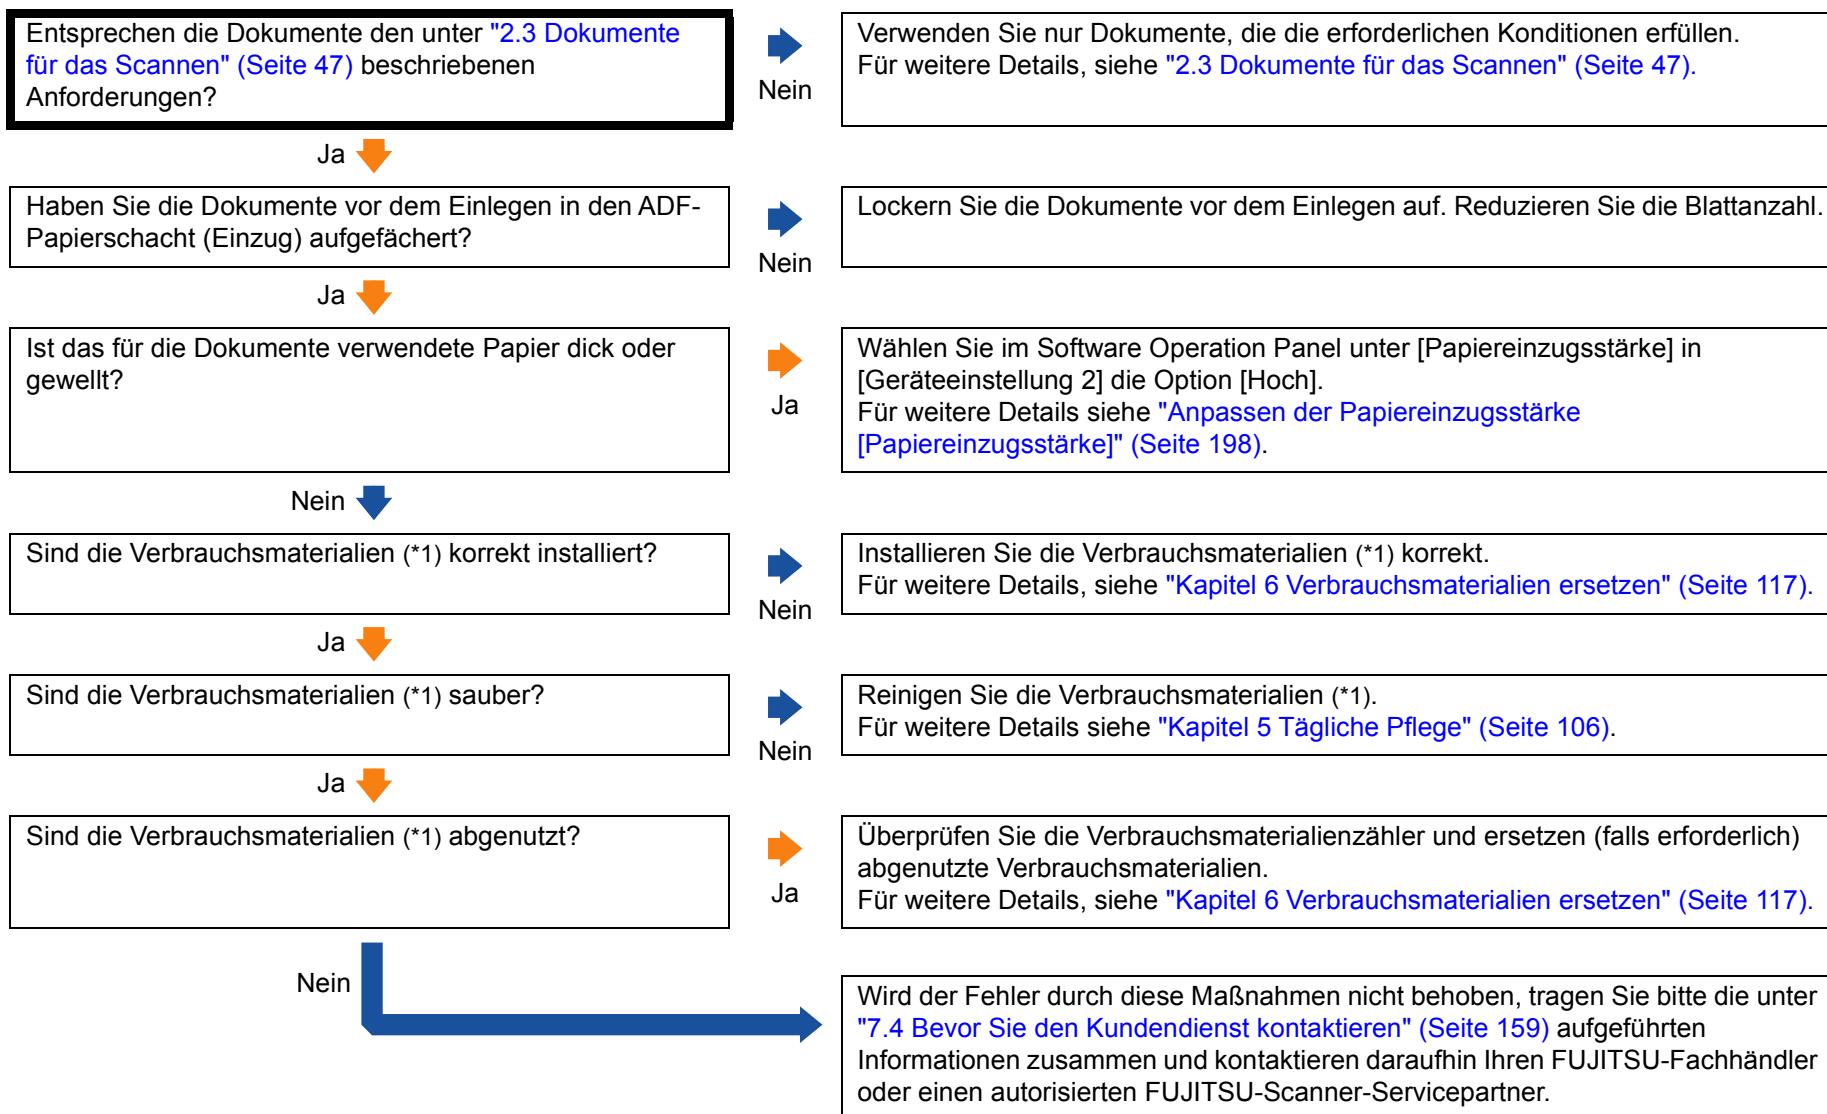 Entsprechen die Dokumente den unter "2.3 Dokumente
für das Scannen" (Seite 47) beschriebenen
Anforderungen?
Nein
Verwenden Sie nur Dokumente, die die erforderlichen Konditionen erfüllen.
Für weitere Details, siehe "2.3 Dokumente für das Scannen" (Seite 47).
Ja
Haben Sie die Dokumente vor dem Einlegen in den ADF-
Papierschacht (Einzug) aufgefächert?
Nein
Lockern Sie die Dokumente vor dem Einlegen auf. Reduzieren Sie die Blattanzahl.
Ja
Ist das für die Dokumente verwendete Papier dick oder
gewellt?
Ja
Wählen Sie im Software Operation Panel unter [Papiereinzugsstärke] in
[Geräteeinstellung 2] die Option [Hoch].
Für weitere Details siehe "Anpassen der Papiereinzugsstärke
[Papiereinzugsstärke]" (Seite 198).
Nein
Sind die Verbrauchsmaterialien (*1) korrekt installiert?
Nein
Installieren Sie die Verbrauchsmaterialien (*1) korrekt.
Für weitere Details, siehe "Kapitel 6 Verbrauchsmaterialien ersetzen" (Seite 117).
Ja
Sind die Verbrauchsmaterialien (*1) sauber?
Nein
Reinigen Sie die Verbrauchsmaterialien (*1).
Für weitere Details siehe "Kapitel 5 Tägliche Pflege" (Seite 106).
Ja
Sind die Verbrauchsmaterialien (*1) abgenutzt?
Ja
Überprüfen Sie die Verbrauchsmaterialienzähler und ersetzen (falls erforderlich)
abgenutzte Verbrauchsmaterialien.
Für weitere Details, siehe "Kapitel 6 Verbrauchsmaterialien ersetzen" (Seite 117).
Nein
Wird der Fehler durch diese Maßnahmen nicht behoben, tragen Sie bitte die unter
"7.4 Bevor Sie den Kundendienst kontaktieren" (Seite 159) aufgeführten
Informationen zusammen und kontaktieren daraufhin Ihren FUJITSU-Fachhändler
oder einen autorisierten FUJITSU-Scanner-Servicepartner.